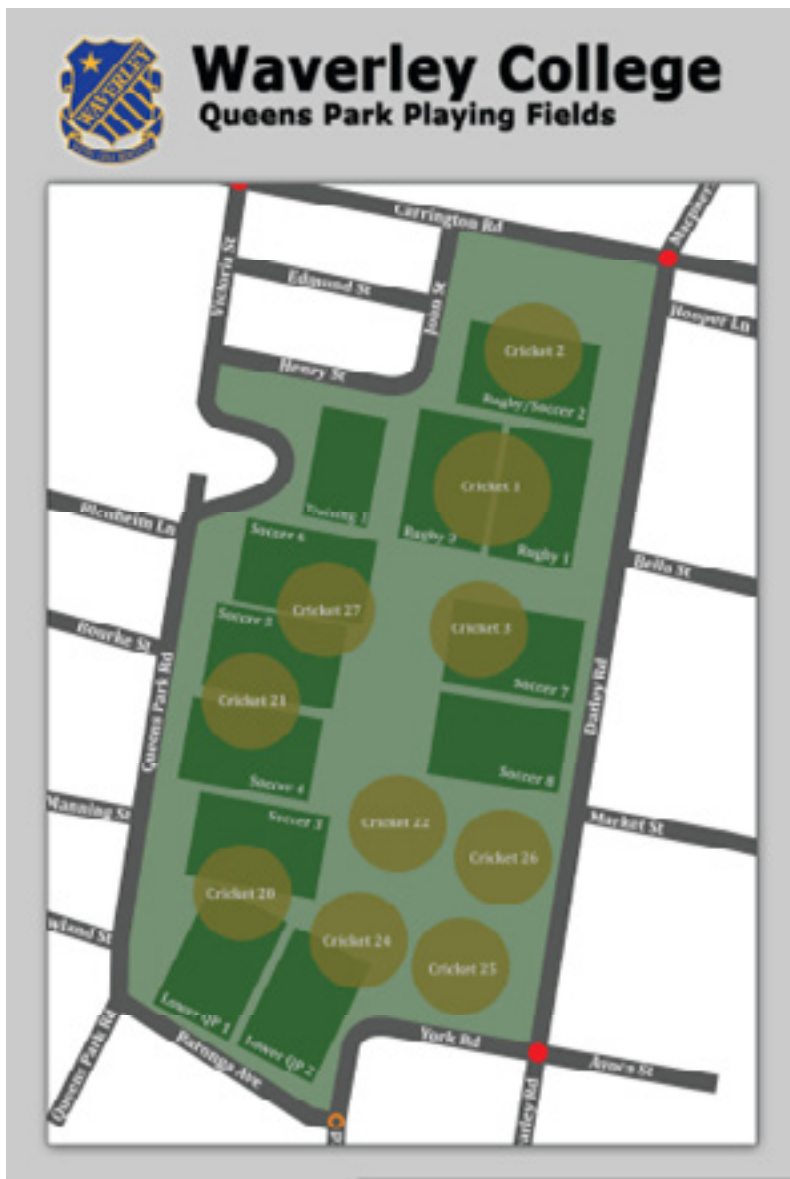 WAVERLEY
Waverley College
Queens Park Playing Fields
Carrington Rd
Victoria St
Edmund St
Henry St
Hooper Ln
Cricket 2
Rugby/Soccer 2
Cricket 1
Rugby 2
Rugby 1
Training 1
Blenheim Ln
Soccer 6
Bourke St
Cricket 27
Soccer 5
Cricket 3
Soccer 7
Queens Park Rd
Darley Rd
Cricket 21
Soccer 4
Soccer 8
Manning St
Soccer 3
Cricket 22
Market St
Cricket 26
Cricket 20
Cricket 24
Cricket 25
Lower QP 1
Lower QP 2
York Rd
Queens Park Rd
Baronga Ave